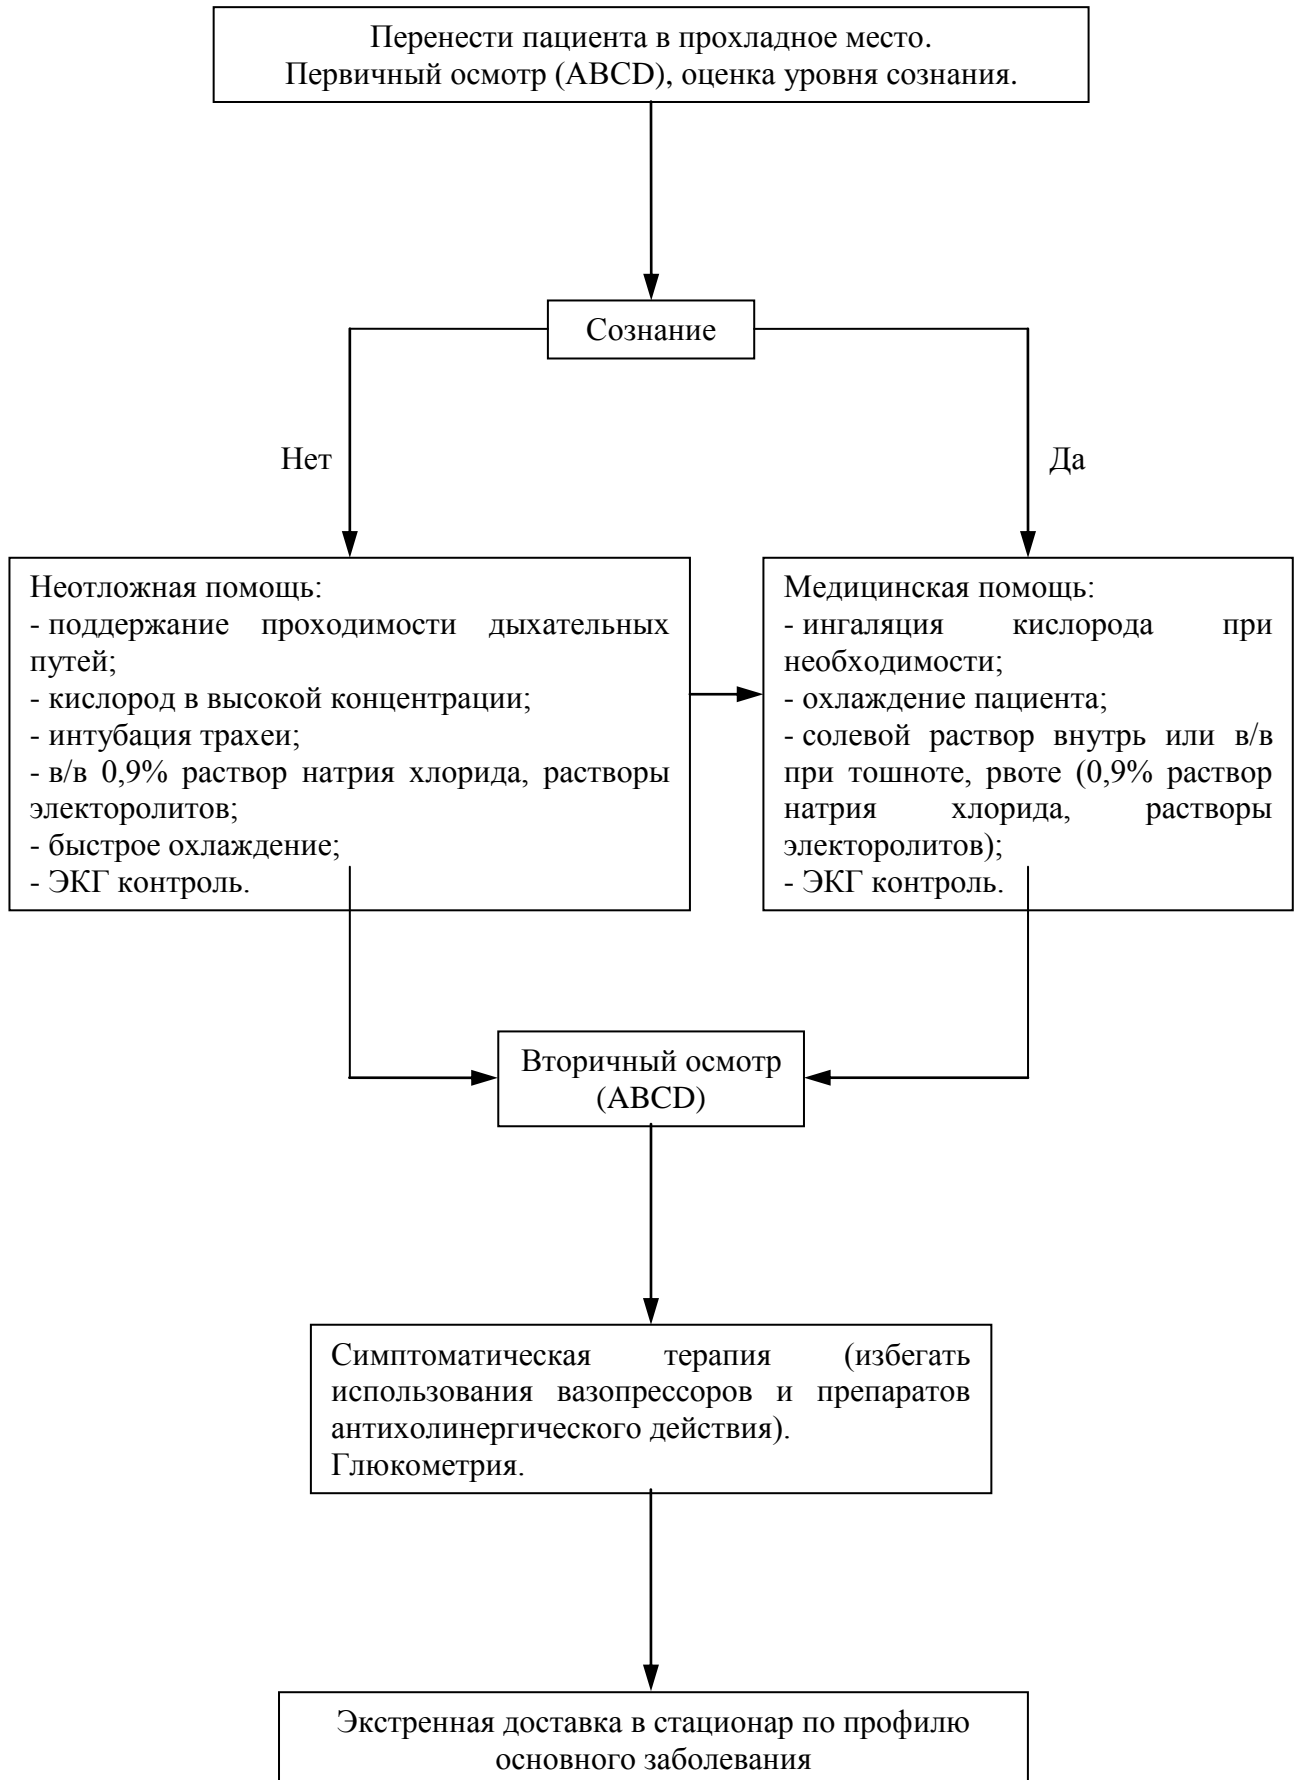 Перенести пациента в прохладное место.
Первичный осмотр (ABCD), оценка уровня сознания.
Сознание
Нет
Да
Неотложная помощь:
- поддержание проходимости дыхательных
путей;
- кислород в высокой концентрации;
- интубация трахеи;
- в/в 0,9% раствор натрия хлорида, растворы
электоролитов;
- быстрое охлаждение;
- ЭКГ контроль.
Медицинская помощь:
- ингаляция кислорода при
необходимости;
- охлаждение пациента;
- солевой раствор внутрь или в/в
при тошноте, рвоте (0,9% раствор
натрия хлорида, растворы
электоролитов);
- ЭКГ контроль.
Вторичный осмотр
(ABCD)
Симптоматическая терапия (избегать
использования вазопрессоров и препаратов
антихолинергического действия).
Глюкометрия.
Экстренная доставка в стационар по профилю
основного заболевания